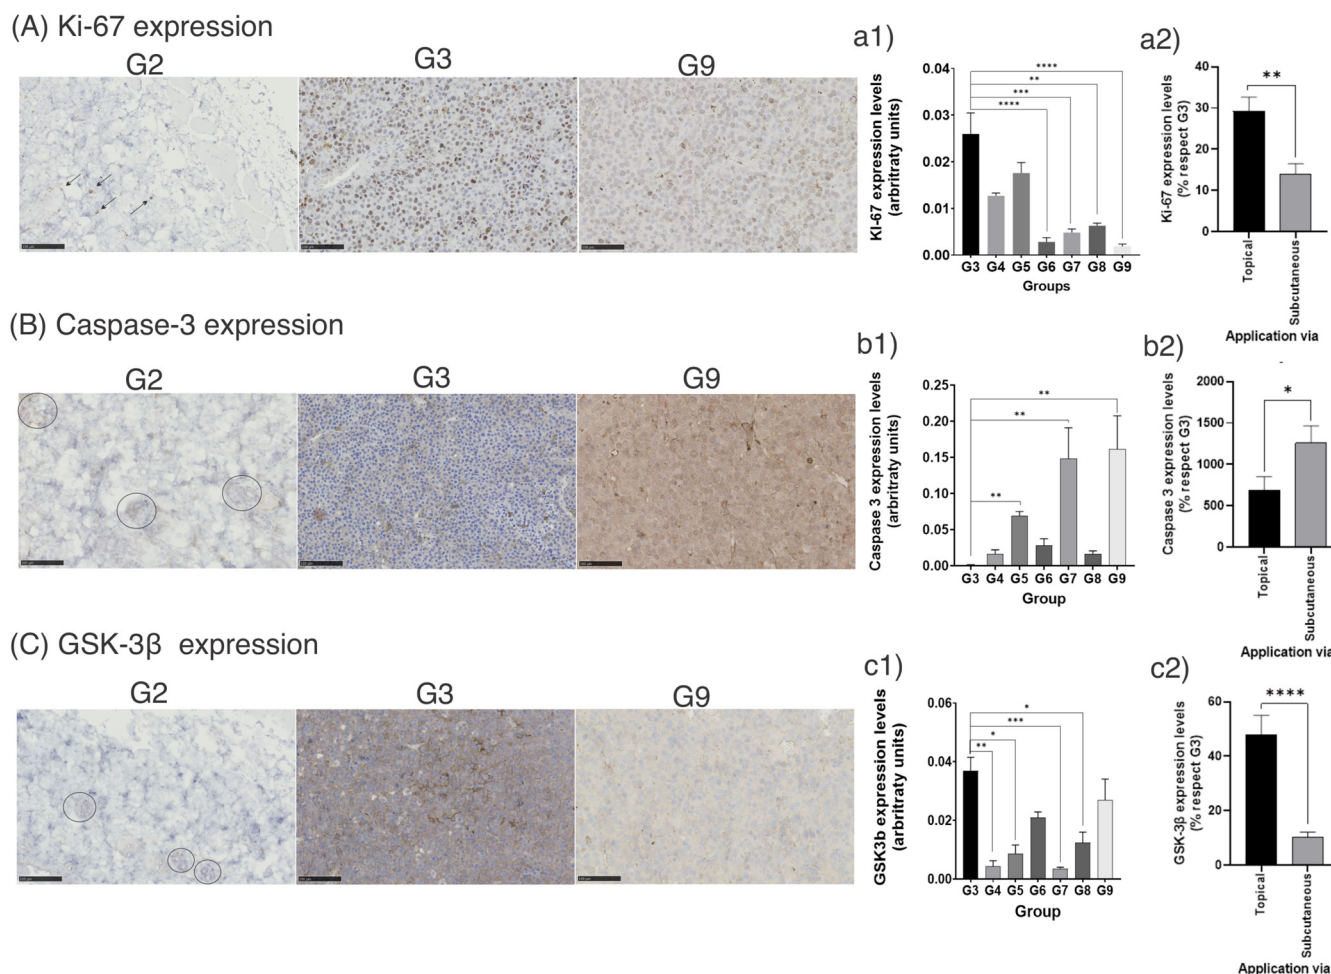 (A) Ki-67 expression
G2
G3
G9
a1)
KI-67 expression levels
(arbritraty units)
0.04
0.03
0.02
0.01
0.00
****
**
***
****
G3 G4 G5 G6 G7 G8 G9
Groups
a2)
Ki-67 expression levels
(% respect G3)
40
30
20
10
0
**
Topical
Subcutaneous
Application via
(B) Caspase-3 expression
G2
G3
G9
b1)
Caspase 3 expression levels
(arbritraty units)
0.25
0.20
0.15
0.10
0.05
0.00
**
**
**
G3 G4 G5 G6 G7 G8 G9
Group
b2)
Caspase 3 expression levels
(% respect G3)
2000
1500
1000
500
0
*
Topical
Subcutaneous
Application via
(C) GSK-3β expression
G2
G3
G9
c1)
GSK3b expression levels
(arbritraty units)
0.06
0.04
0.02
0.00
*
***
*
**
G3 G4 G5 G6 G7 G8 G9
Group
c2)
GSK-3β expression levels
(% respect G3)
60
40
20
0
****
Topical
Subcutaneous
Application via